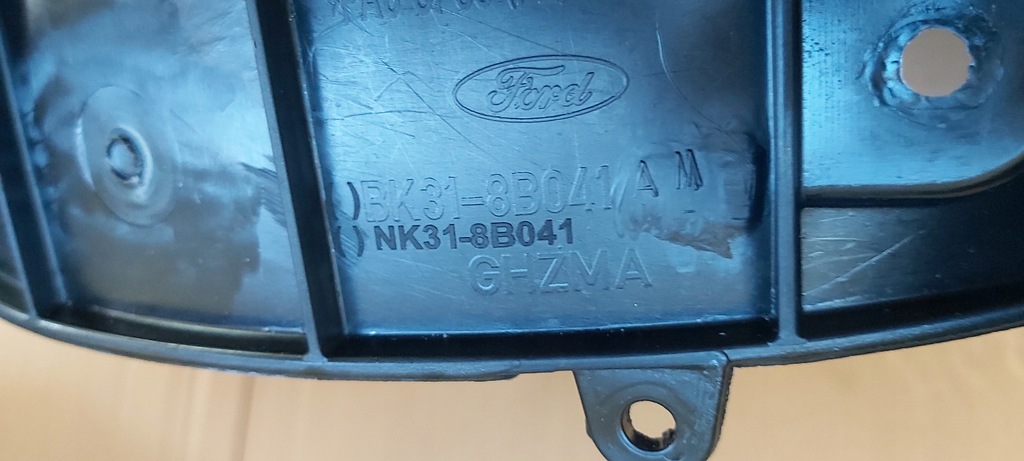 Ford
( )BK31-8B041/A M
( )NK31-8B041
GHZMA